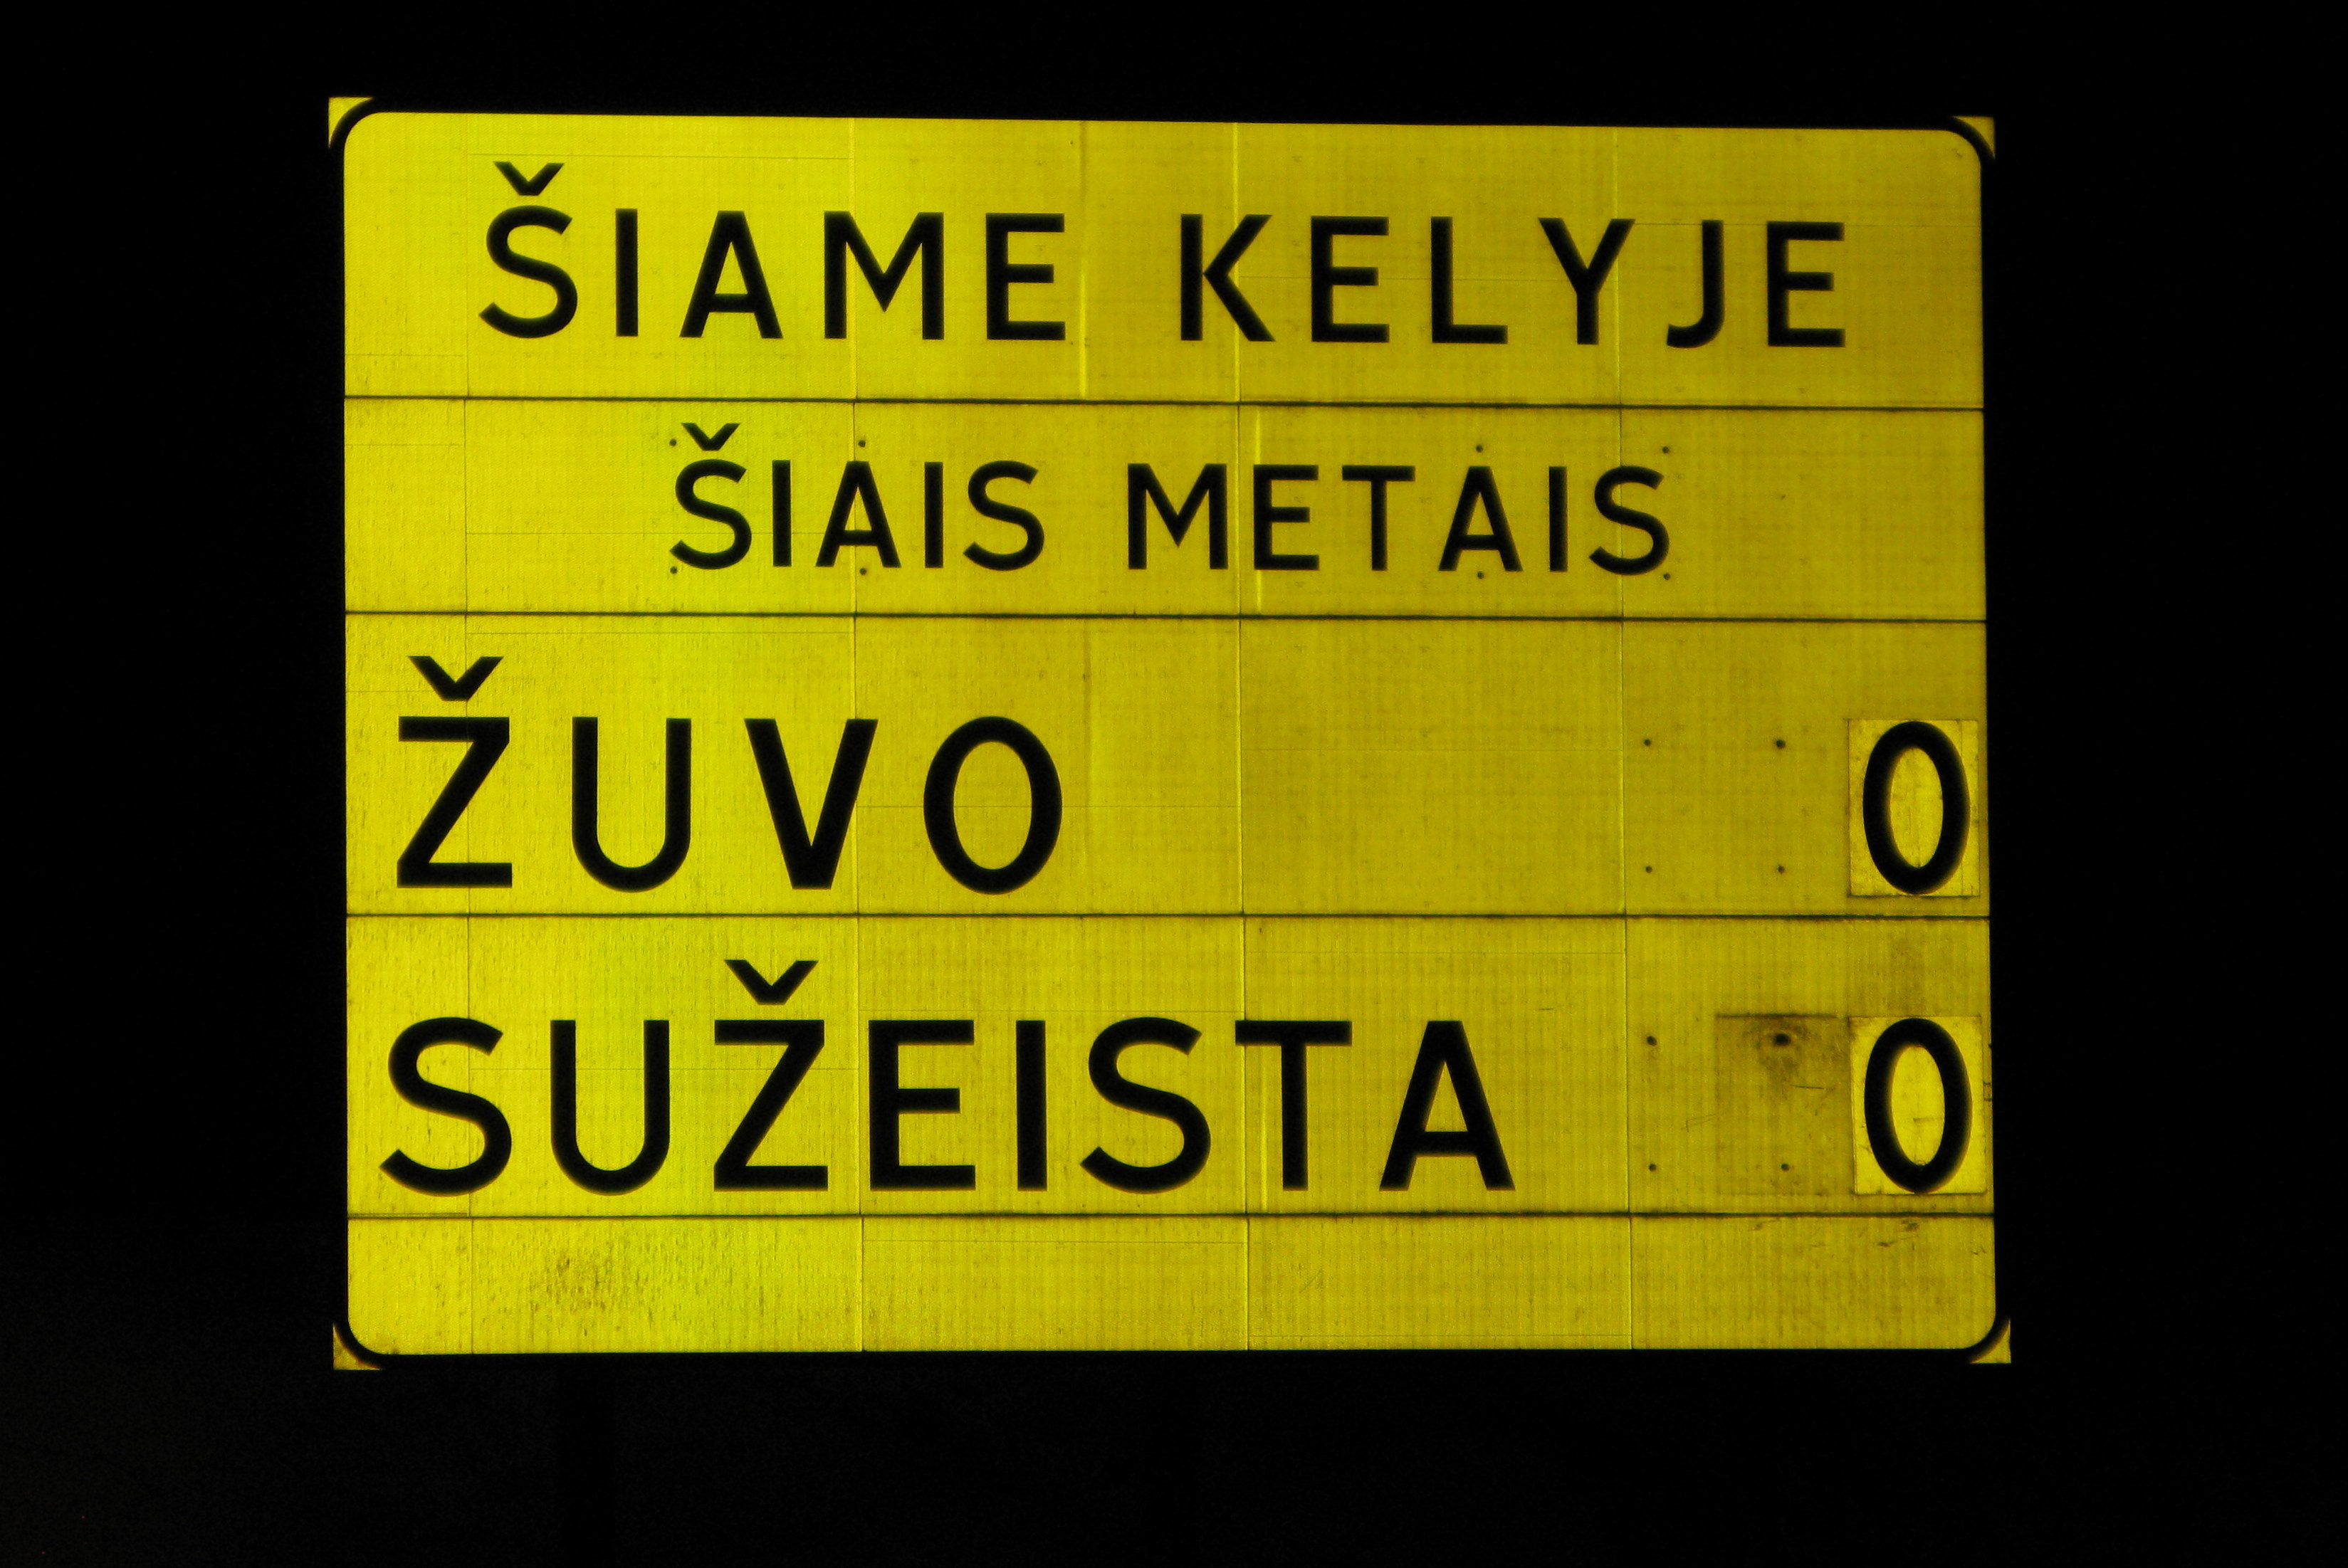 ŠIAME KELYJE
ŠIAIS METAIS
ŽUVO 0
SUŽEISTA 0